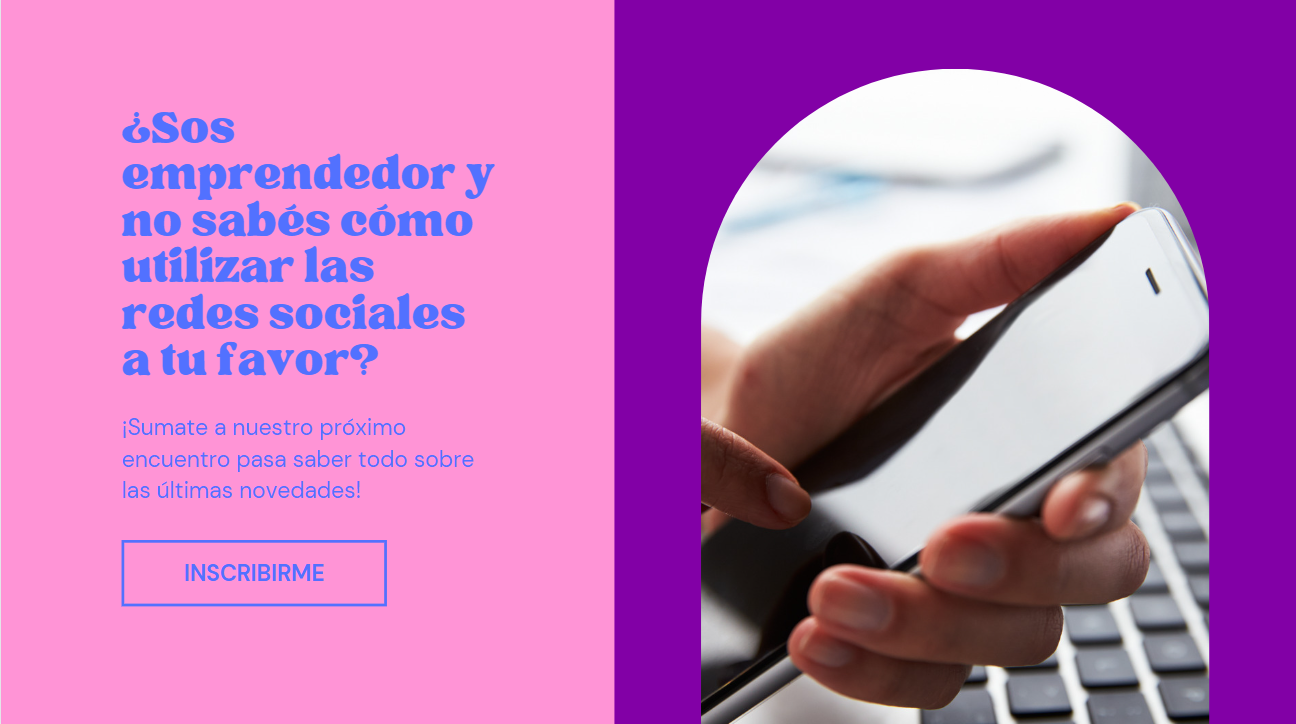 ¿Sos
emprendedor y
no sabés cómo
utilizar las
redes sociales
a tu favor?
¡Sumate a nuestro próximo
encuentro pasa saber todo sobre
las últimas novedades!
INSCRIBIRME